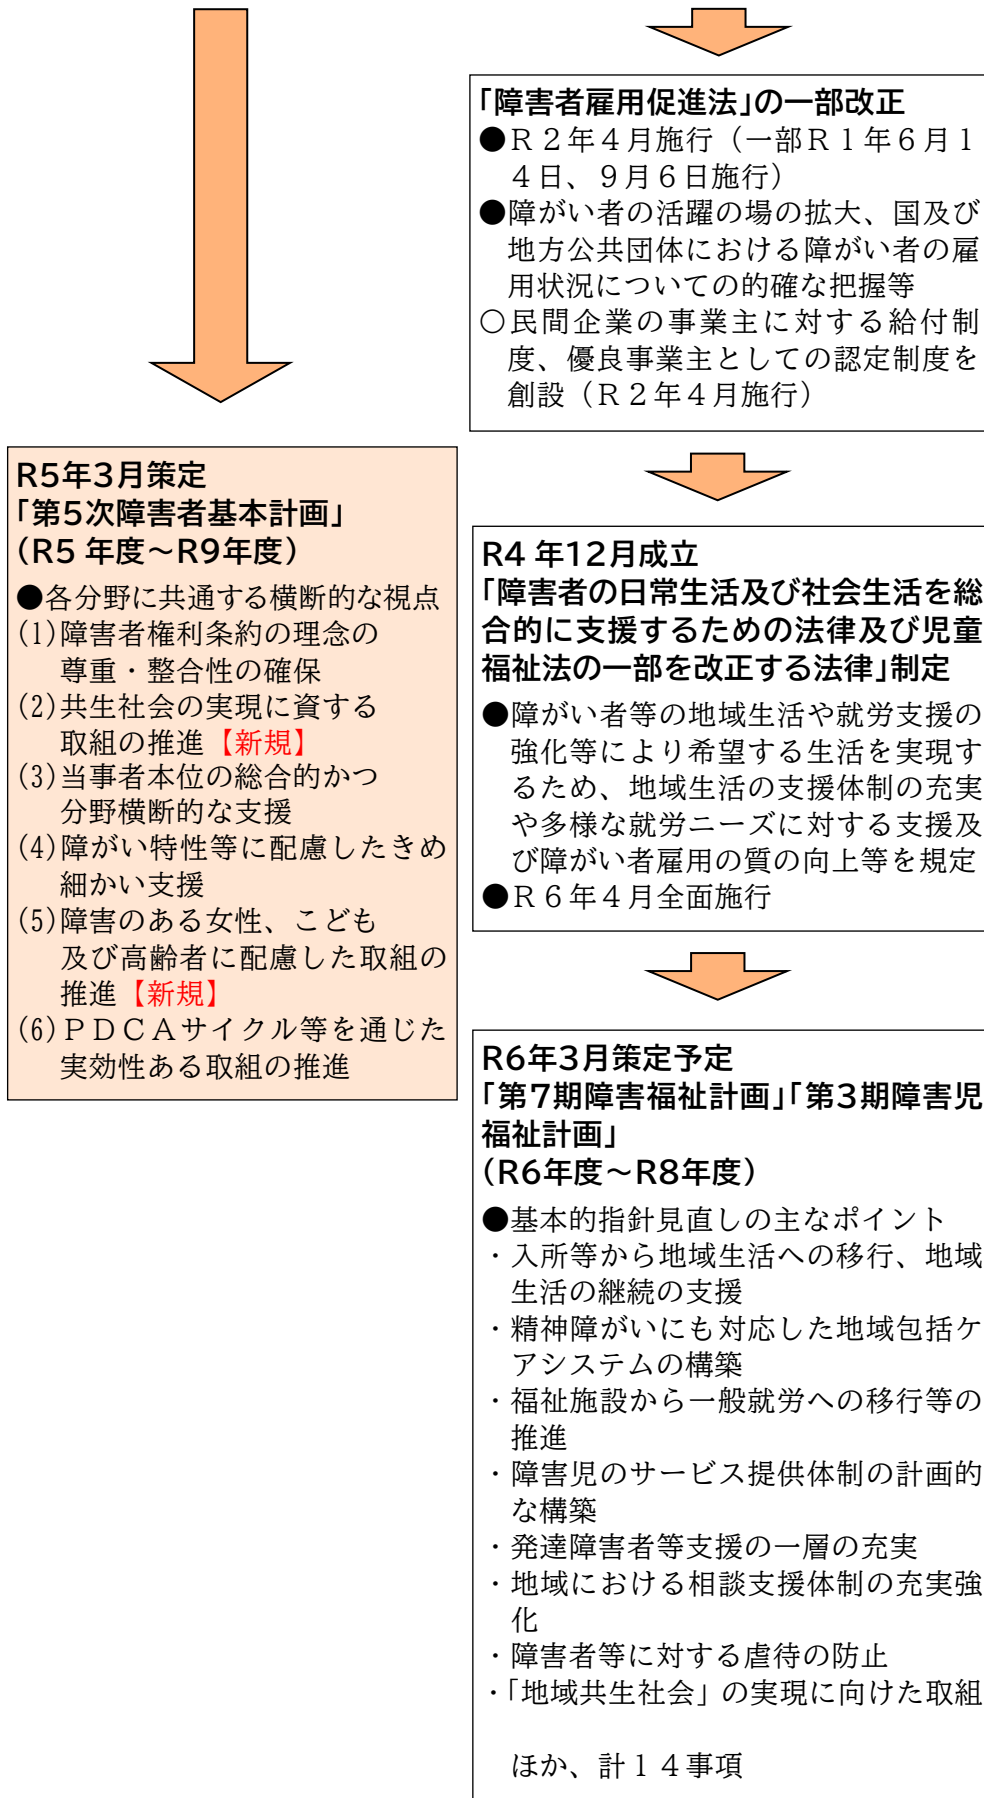 「障害者雇用促進法」の一部改正
●Ｒ２年４月施行（一部Ｒ１年６月１
４日、９月６日施行）
●障がい者の活躍の場の拡大、国及び
地方公共団体における障がい者の雇
用状況についての的確な把握等
〇民間企業の事業主に対する給付制
度、優良事業主としての認定制度を
創設（Ｒ２年４月施行）
R5年3月策定
「第5次障害者基本計画」
（R5 年度～R9年度）
●各分野に共通する横断的な視点
(1)障害者権利条約の理念の
尊重・整合性の確保
(2)共生社会の実現に資する
取組の推進【新規】
(3)当事者本位の総合的かつ
分野横断的な支援
(4)障がい特性等に配慮したきめ
細かい支援
(5)障害のある女性、こども
及び高齢者に配慮した取組の
推進【新規】
(6)ＰＤＣＡサイクル等を通じた
実効性ある取組の推進
R4 年12月成立
「障害者の日常生活及び社会生活を総
合的に支援するための法律及び児童
福祉法の一部を改正する法律」制定
●障がい者等の地域生活や就労支援の
強化等により希望する生活を実現す
るため、地域生活の支援体制の充実
や多様な就労ニーズに対する支援及
び障がい者雇用の質の向上等を規定
●Ｒ６年４月全面施行
R6年3月策定予定
「第7期障害福祉計画」「第3期障害児
福祉計画」
（R6年度～R8年度）
●基本的指針見直しの主なポイント
・入所等から地域生活への移行、地域
生活の継続の支援
・精神障がいにも対応した地域包括ケ
アシステムの構築
・福祉施設から一般就労への移行等の
推進
・障害児のサービス提供体制の計画的
な構築
・発達障害者等支援の一層の充実
・地域における相談支援体制の充実強
化
・障害者等に対する虐待の防止
・「地域共生社会」の実現に向けた取組
ほか、計１４事項